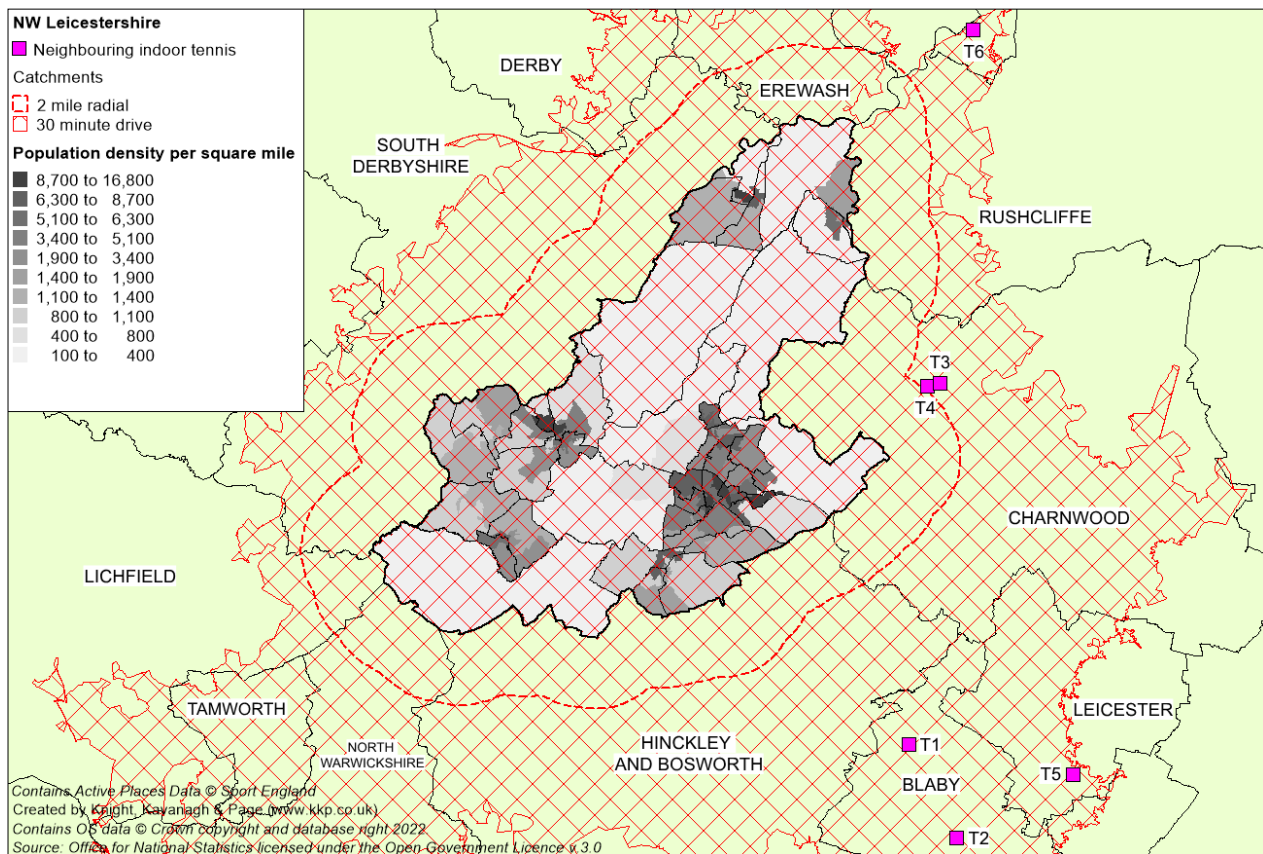 NW Leicestershire
Neighbouring indoor tennis
Catchments
2 mile radial
30 minute drive
Population density per square mile
8,700 to 16,800
6,300 to 8,700
5,100 to 6,300
3,400 to 5,100
1,900 to 3,400
1,400 to 1,900
1,100 to 1,400
800 to 1,100
400 to 800
100 to 400
T6
DERBY
EREWASH
SOUTH
DERBYSHIRE
RUSHCLIFFE
T3
T4
CHARNWOOD
LICHFIELD
TAMWORTH
LEICESTER
NORTH
WARWICKSHIRE
HINCKLEY
AND BOSWORTH
T1
BLABY
T5
T2
Contains Active Places Data © Sport England
Created by Knight, Kavanagh & Page (www.kkp.co.uk)
Contains OS data © Crown copyright and database right 2022
Source: Office for National Statistics licensed under the Open Government Licence v.3.0